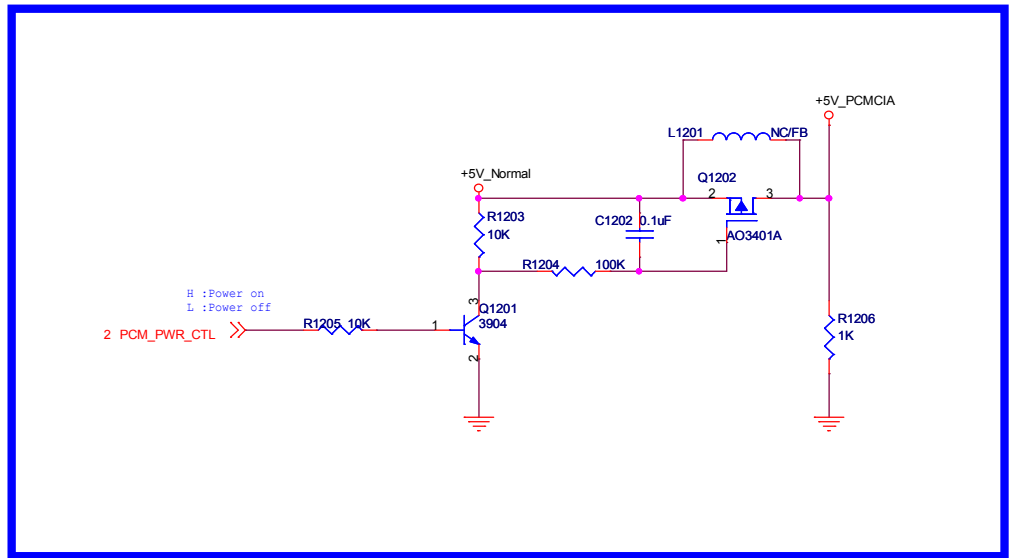 +5V_PCMCIA
L1201 NC/FB
+5V_Normal
Q1202
2 3
R1203
10K
C1202 0.1uF
1
AO3401A
R1204 100K
H :Power on
L :Power off
3
Q1201
3904
2 PCM_PWR_CTL
R1205 10K
1
2
R1206
1K